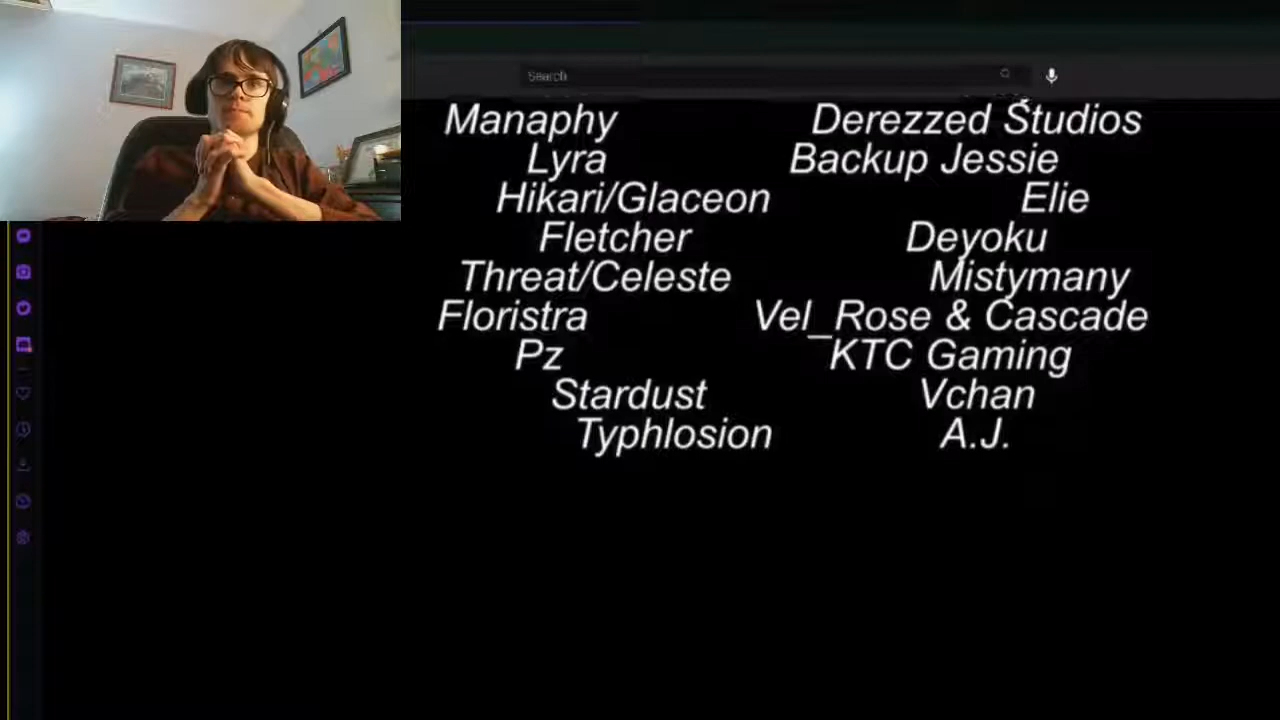 Search
Manaphy Derezzed Studios
Lyra Backup Jessie
Hikari/Glaceon Elie
Fletcher Deyoku
Threat/Celeste Mistymany
Floristra Vel_Rose & Cascade
Pz KTC Gaming
Stardust Vchan
Typhlosion A.J.